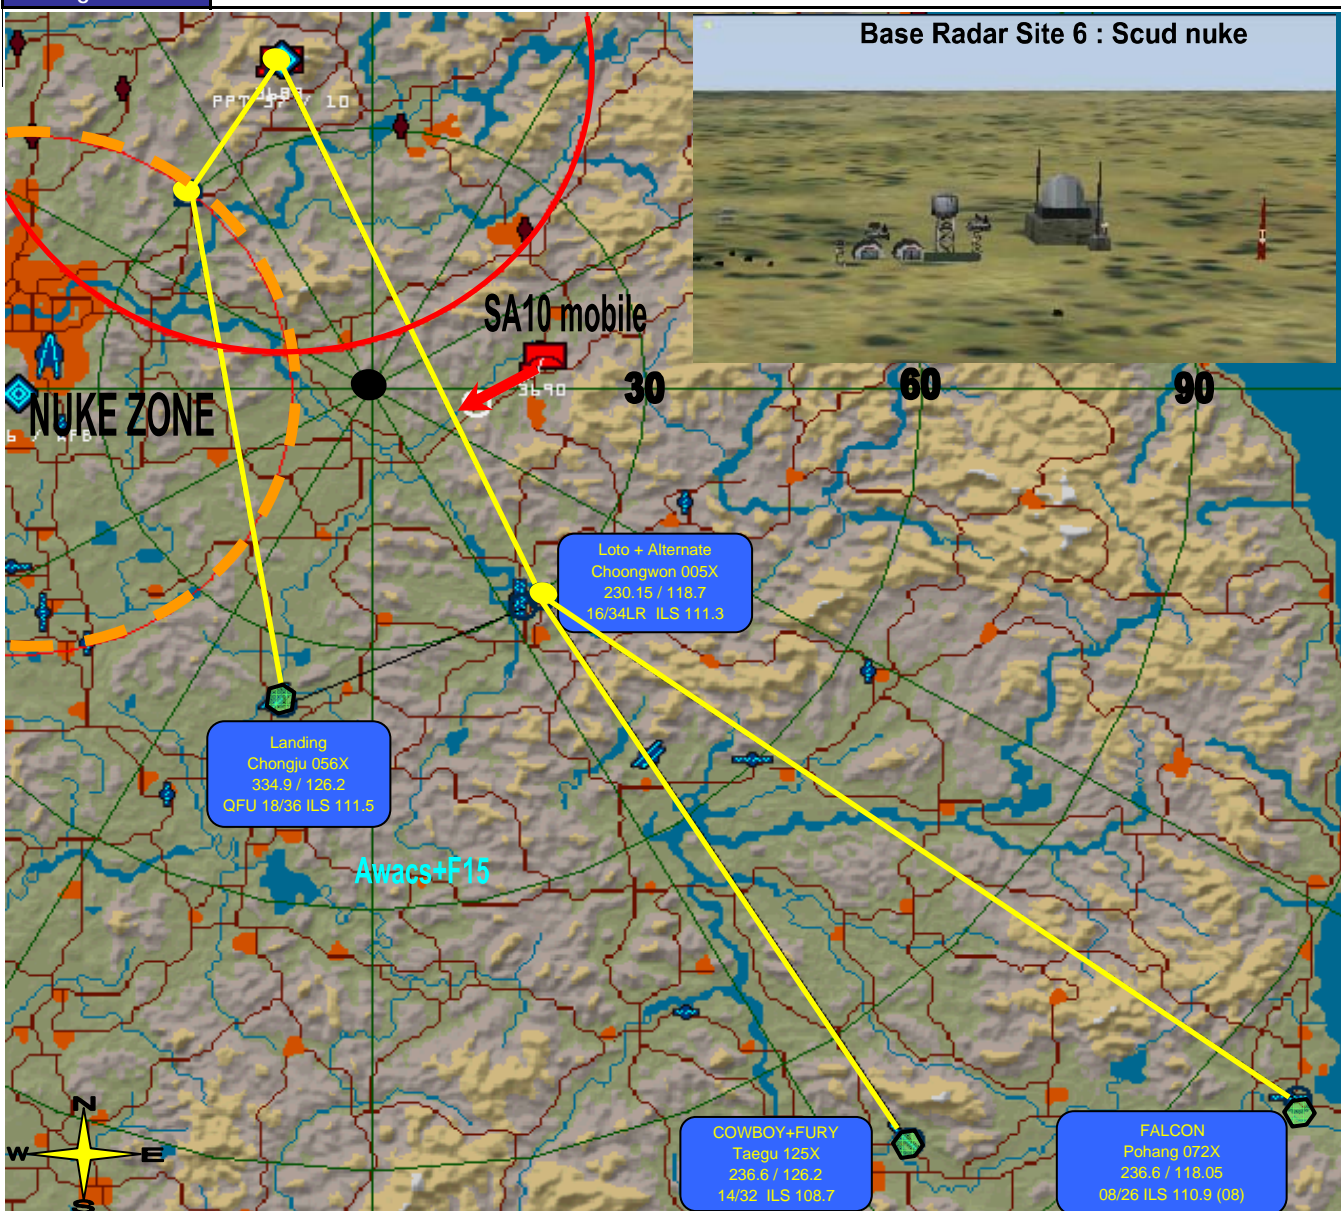 Base Radar Site 6 : Scud nuke
10
SA10 mobile
3690
30
60
90
NUKE ZONE
AFB
Loto + Alternate
Choongwon 005X
230.15 / 118.7
16/34LR ILS 111.3
Landing
Chongju 056X
334.9 / 126.2
QFU 18/36 ILS 111.5
Awacs+F15
N
W
E
S
COWBOY+FURY
Taegu 125X
236.6 / 126.2
14/32 ILS 108.7
FALCON
Pohang 072X
236.6 / 118.05
08/26 ILS 110.9 (08)